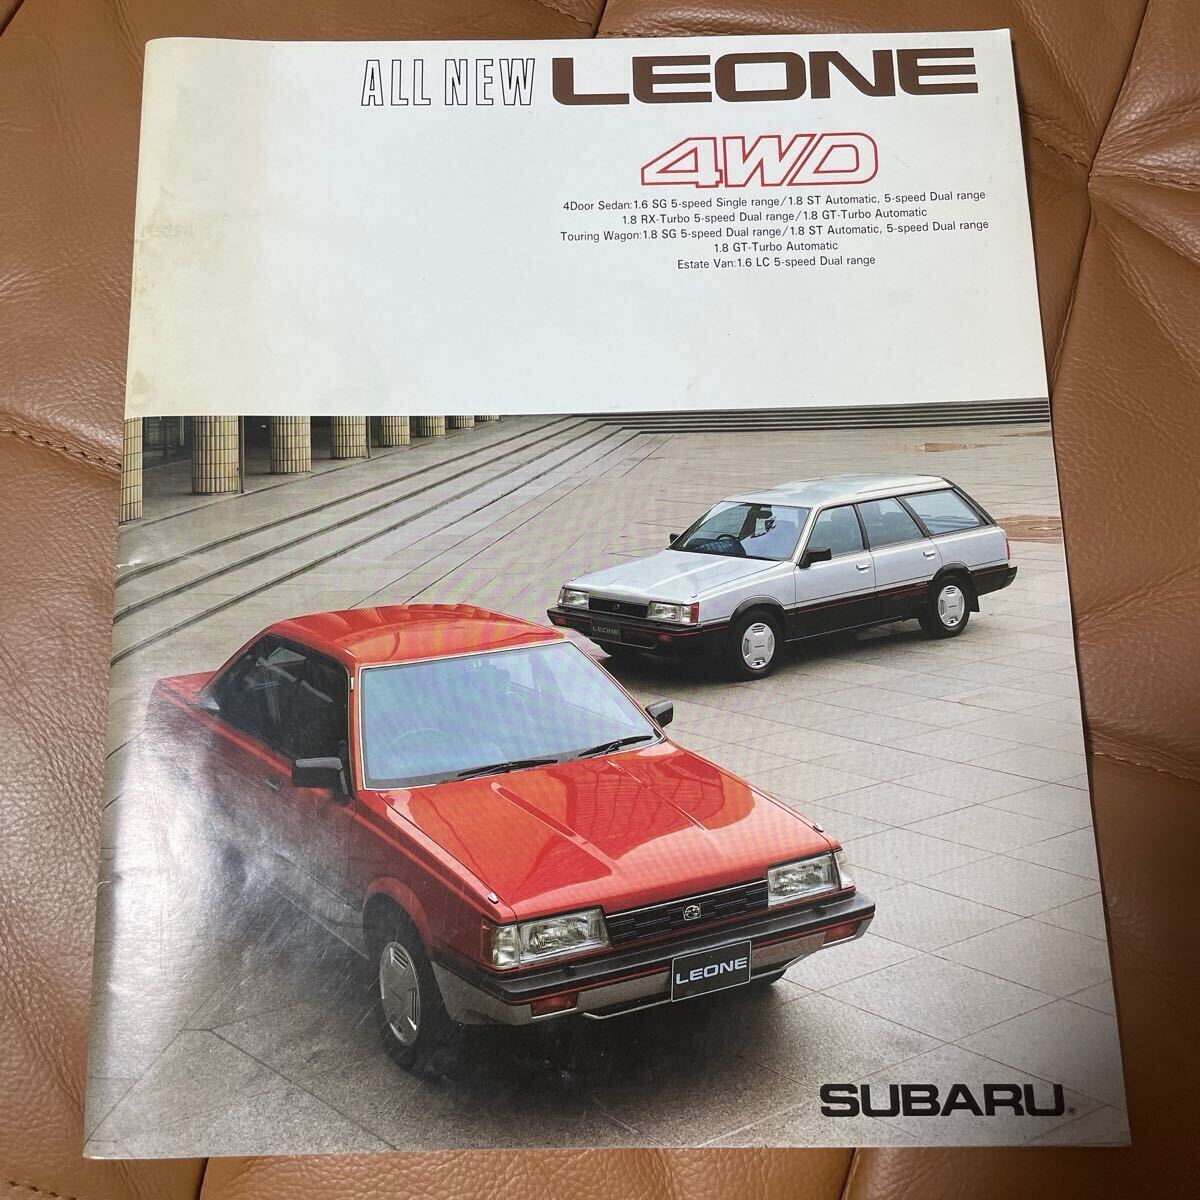 ALL NEW LEONE
4WD
4Door Sedan:1.6 SG 5-speed Single range/1.8 ST Automatic, 5-speed Dual range
1.8 RX-Turbo 5-speed Dual range/1.8 GT-Turbo Automatic
Touring Wagon:1.8 SG 5-speed Dual range/1.8 ST Automatic, 5-speed Dual range
1.8 GT-Turbo Automatic
Estate Van:1.6 LC 5-speed Dual range
LEONE
LEONE
SUBARU®